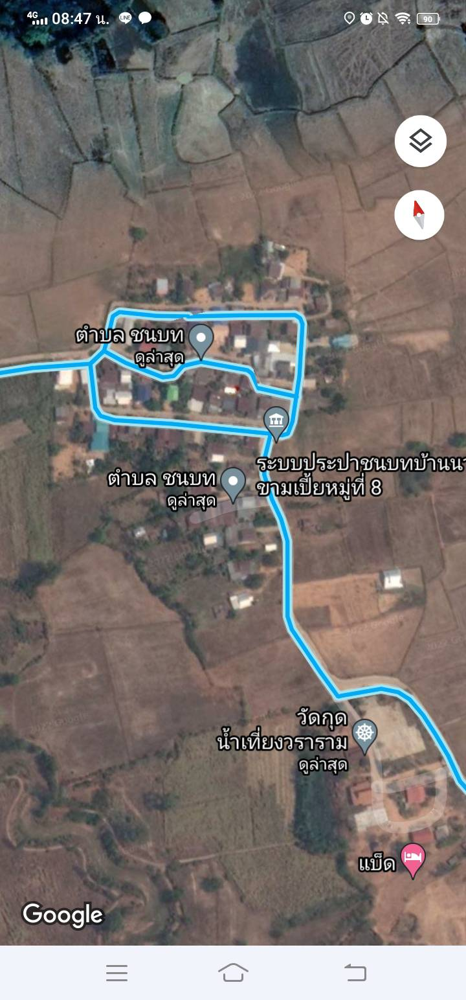 4G 08:47 น. LINE
90
ตำบล ชนบท
ดูล่าสุด
ระบบประปาชนบทบ้านนา
ขามเปี้ยหมู่ที่ 8
ตำบล ชนบท
ดูล่าสุด
วัดกุด
น้ำเที่ยงวราราม
ดูล่าสุด
แบ็ด
Google